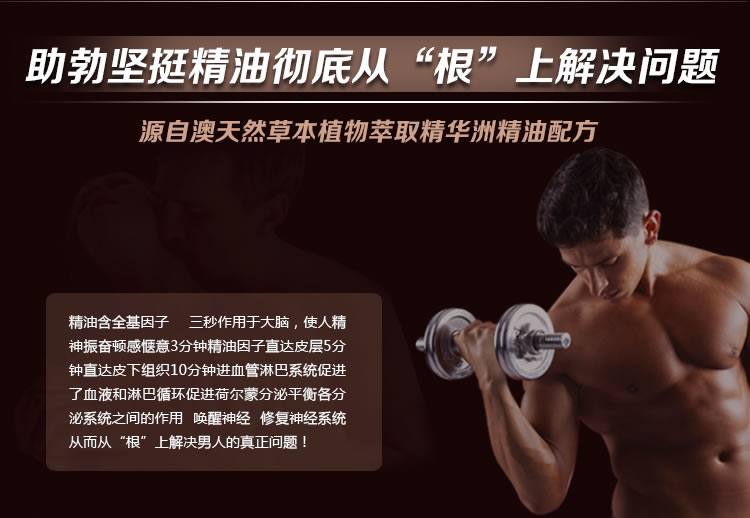 助勃坚挺精油彻底从“根”上解决问题
源自澳天然草本植物萃取精华洲精油配方
精油含全基因子 三秒作用于大脑，使人精
神振奋顿感惬意3分钟精油因子直达皮层5分
钟直达皮下组织10分钟进血管淋巴系统促进
了血液和淋巴循环促进荷尔蒙分泌平衡各分
泌系统之间的作用 唤醒神经 修复神经系统
从而从“根”上解决男人的真正问题！